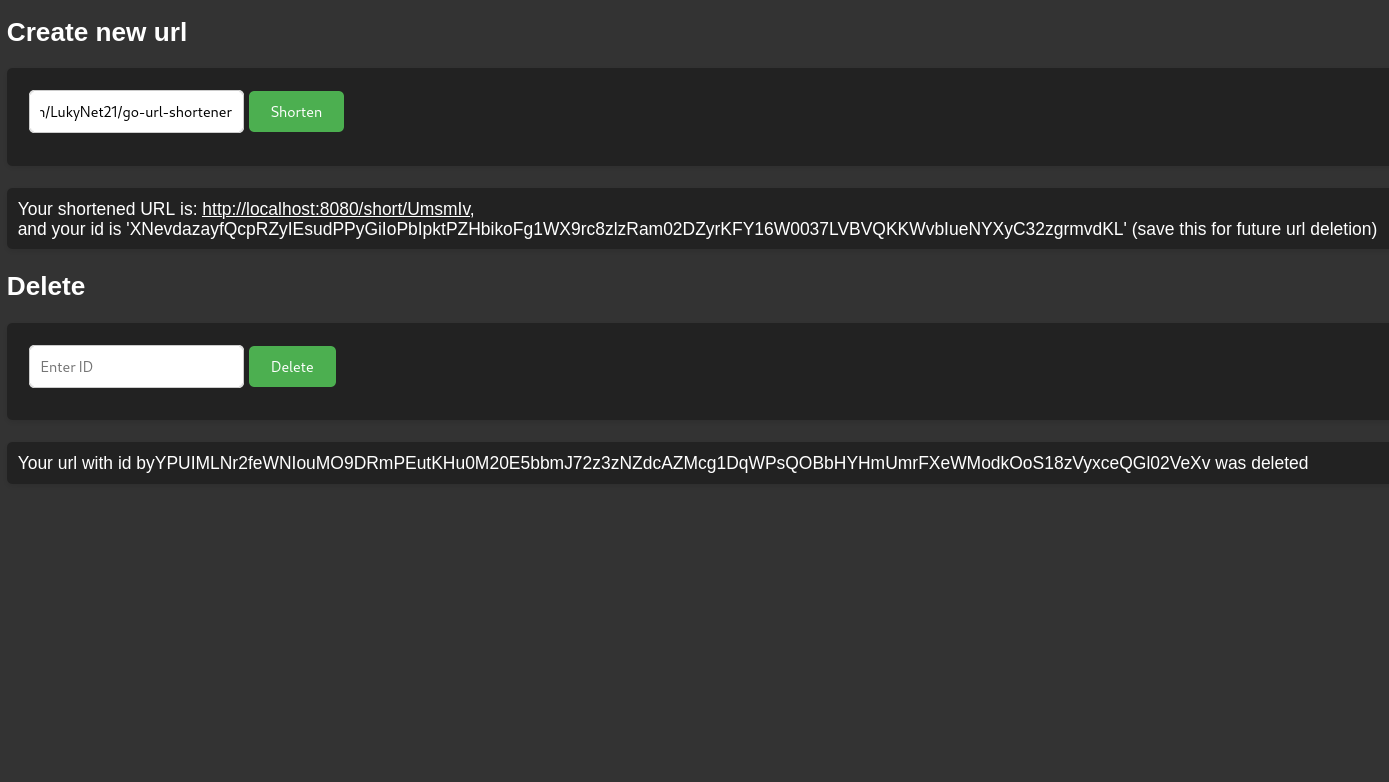 Create new url
/LukyNet21/go-url-shortener
Shorten
Your shortened URL is: http://localhost:8080/short/UmsmIv,
and your id is 'XNevdazayfQcpRZyIEsudPPyGiIoPbIpktPZHbikoFg1WX9rc8zlzRam02DZyrKFY16W0037LVBVQKKWvbIueNYXyC32zgrmvdKL' (save this for future url deletion)
Delete
Enter ID
Delete
Your url with id byYPUIMLNr2feWNIouMO9DRmPEutKHu0M20E5bbmJ72z3zNZdcAZMcg1DqWPsQOBbHYHmUmrFXeWModkOoS18zVyxceQGl02VeXv was deleted